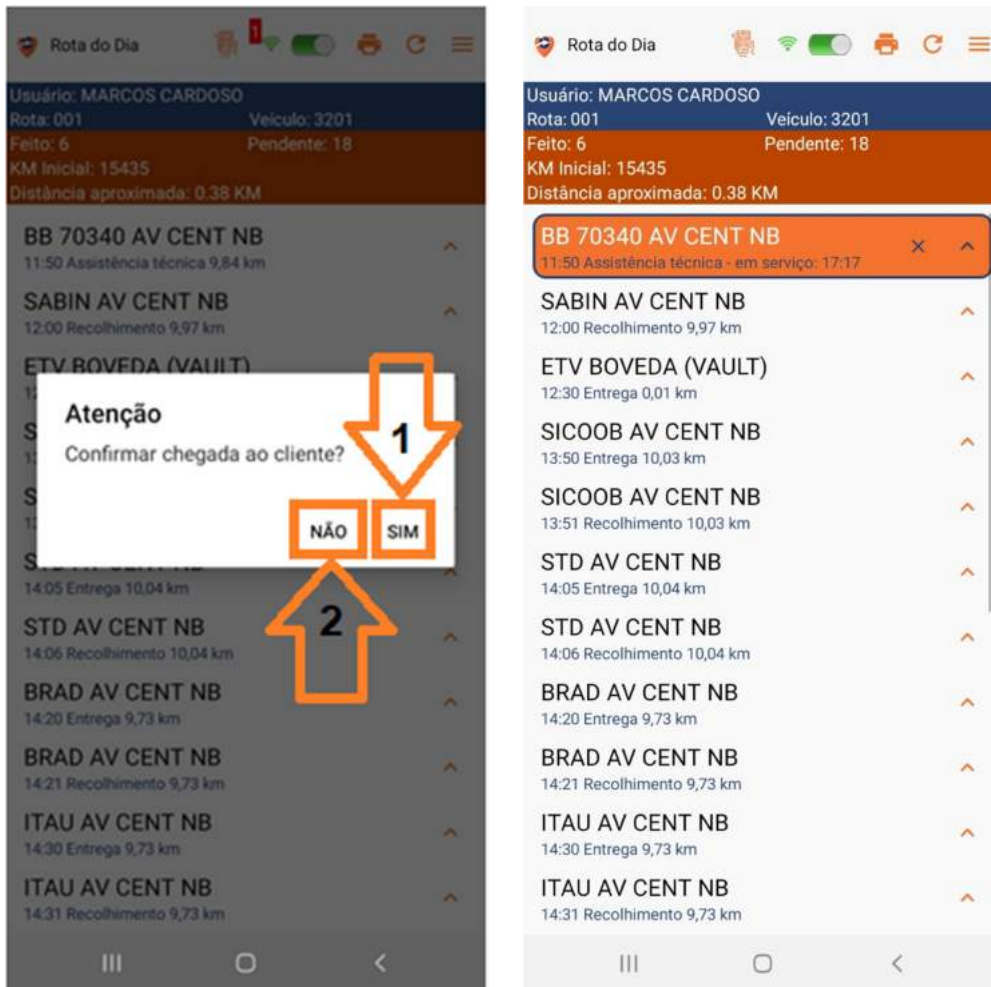 1
Rota do Dia
Usuário: MARCOS CARDOSO
Rota: 001 Veículo: 3201
Feito: 6 Pendente: 18
KM Inicial: 15435
Distância aproximada: 0.38 KM
BB 70340 AV CENT NB
11:50 Assistência técnica 9,84 km
SABIN AV CENT NB
12:00 Recolhimento 9,97 km
ETV BOVEDA (VAULT)
Atenção
Confirmar chegada ao cliente?
1
NÃO SIM
2
14:05 Entrega 10,04 km
STD AV CENT NB
14:06 Recolhimento 10,04 km
BRAD AV CENT NB
14:20 Entrega 9,73 km
BRAD AV CENT NB
14:21 Recolhimento 9,73 km
ITAU AV CENT NB
14:30 Entrega 9,73 km
ITAU AV CENT NB
14:31 Recolhimento 9,73 km
Rota do Dia
Usuário: MARCOS CARDOSO
Rota: 001 Veículo: 3201
Feito: 6 Pendente: 18
KM Inicial: 15435
Distância aproximada: 0.38 KM
BB 70340 AV CENT NB
11:50 Assistência técnica - em serviço: 17:17
SABIN AV CENT NB
12:00 Recolhimento 9,97 km
ETV BOVEDA (VAULT)
12:30 Entrega 0,01 km
SICOOB AV CENT NB
13:50 Entrega 10,03 km
SICOOB AV CENT NB
13:51 Recolhimento 10,03 km
STD AV CENT NB
14:05 Entrega 10,04 km
STD AV CENT NB
14:06 Recolhimento 10,04 km
BRAD AV CENT NB
14:20 Entrega 9,73 km
BRAD AV CENT NB
14:21 Recolhimento 9,73 km
ITAU AV CENT NB
14:30 Entrega 9,73 km
ITAU AV CENT NB
14:31 Recolhimento 9,73 km